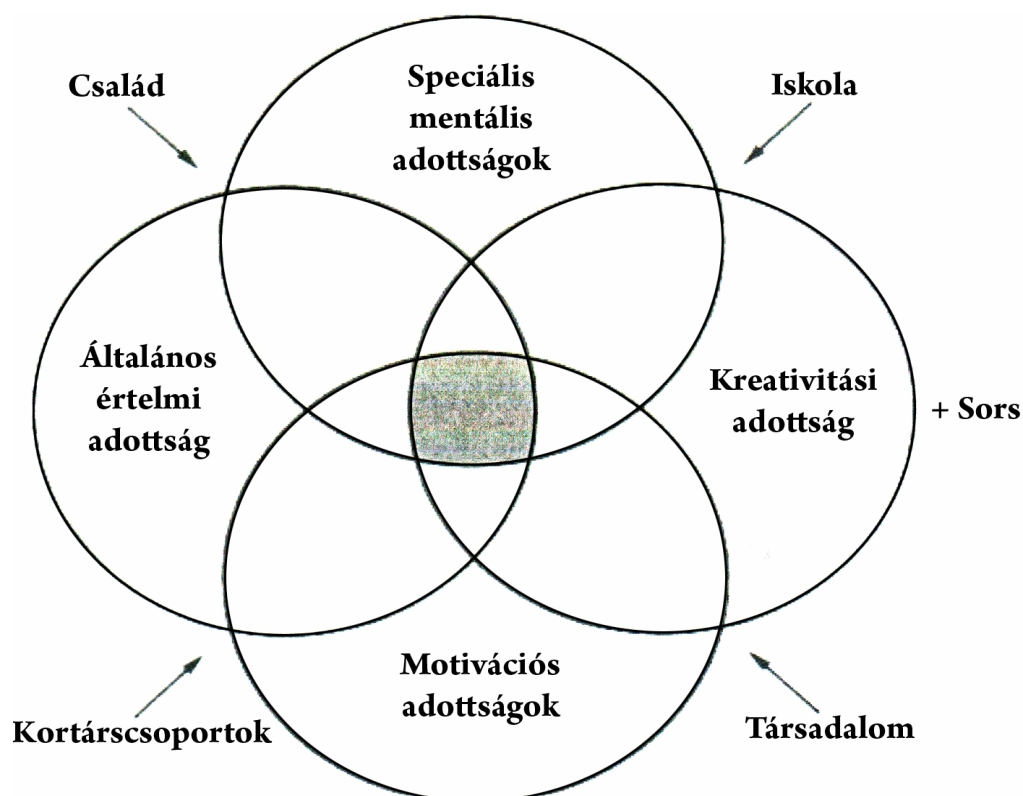 Család
Speciális
mentális
adottságok
Iskola
Általános
értelmi
adottság
Kreativitási
adottság
+ Sors
Motivációs
adottságok
Kortárscsoportok
Társadalom